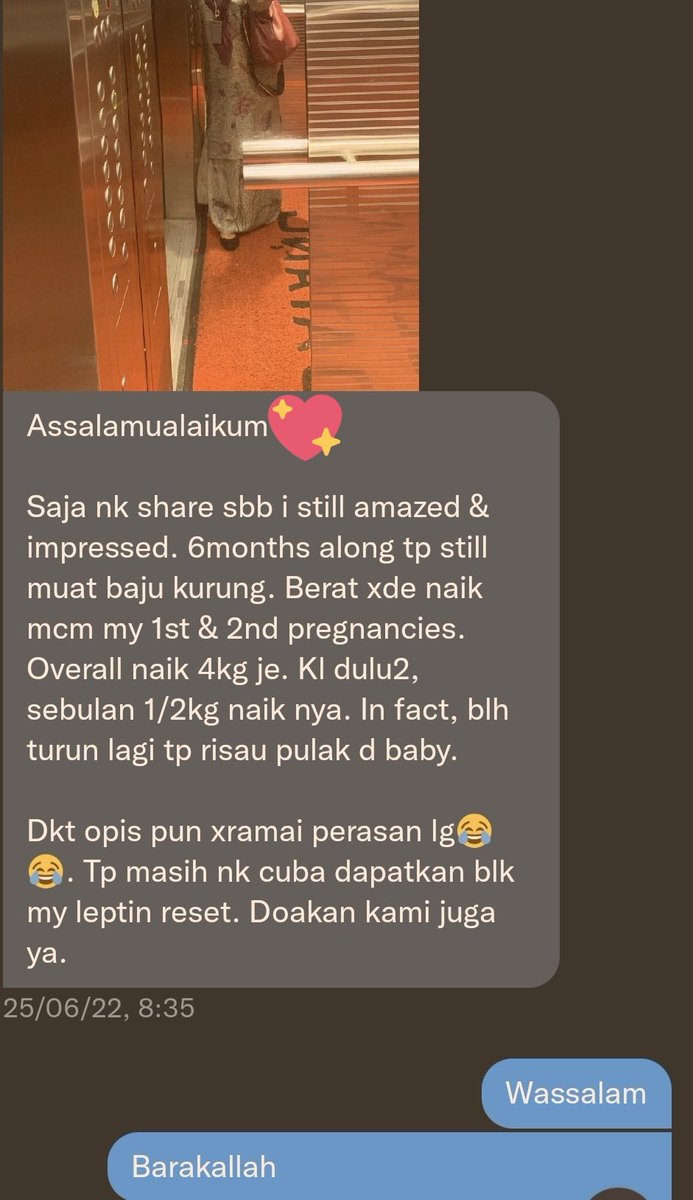 Assalamualaikum💖
Saja nk share sbb i still amazed &
impressed. 6months along tp still
muat baju kurung. Berat xde naik
mcm my 1st & 2nd pregnancies.
Overall naik 4kg je. Kl dulu2,
sebulan 1/2kg naik nya. In fact, blh
turun lagi tp risau pulak d baby.
Dkt opis pun xramai perasan lg😂
😂. Tp masih nk cuba dapatkan blk
my leptin reset. Doakan kami juga
ya.
25/06/22, 8:35
Wassalam
Barakallah